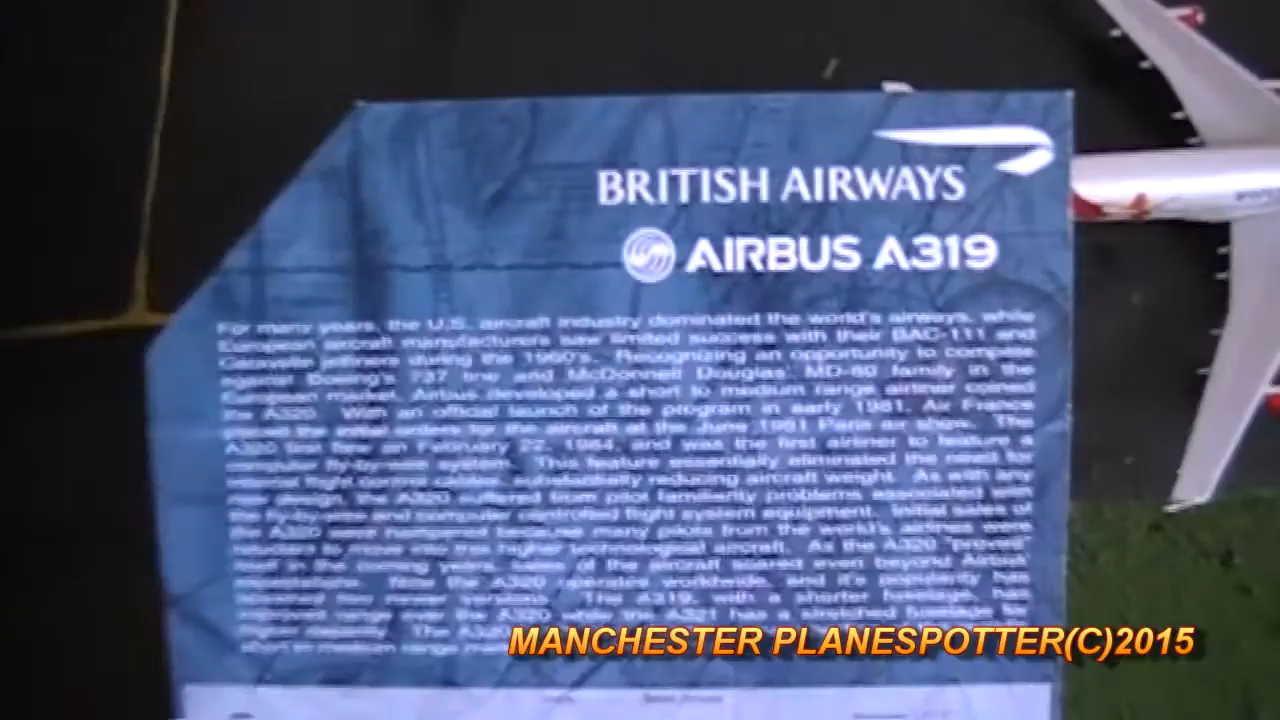 BRITISH AIRWAYS
AIRBUS A319
For many years, the U.S. aircraft industry dominated the world's airways, while
European aircraft manufacturers saw limited success with their BAC-111 and
Caravelle jetliners during the 1960's. Recognizing an opportunity to compete
against Boeing's 737 line and McDonnell Douglas' MD-80 family in the
European market, Airbus developed a short to medium range airliner coined
the A320. With an official launch of the program in early 1981, Air France
placed the initial orders for the aircraft at the June 1981 Paris air show. The
A320 first flew on February 22, 1984, and was the first airliner to feature a
computer fly-by-wire system. This feature essentially eliminated the need for
flight control cables, substantially reducing aircraft weight. As with any
new design, the A320 suffered from pilot familiarity problems associated with
the fly-by-wire and computer controlled flight system equipment. Initial sales of
the A320 were hampered because many pilots from the world's airlines were
reluctant to move into this higher technological aircraft. As the A320 "proved"
itself in the coming years, sales of the aircraft soared even beyond Airbus'
expectations. Now the A320 operates worldwide, and it's popularity has
two newer versions. The A319, with a shorter fuselage, has
range over the A320 while the A321 has a stretched fuselage for
The A320
short to medium range
MANCHESTER PLANESPOTTER(C)2015